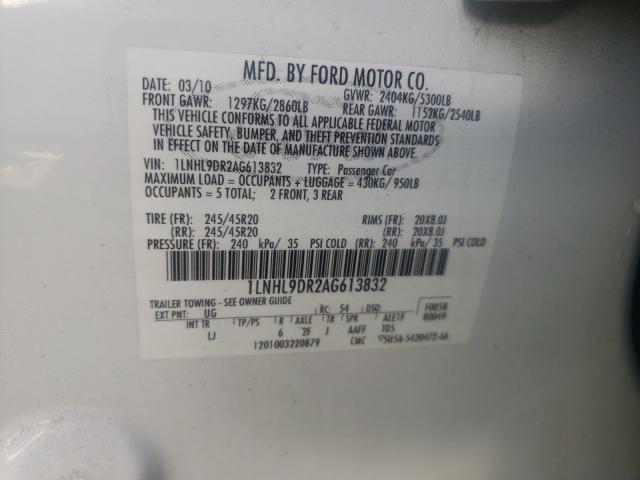 MFD. BY FORD MOTOR CO.
DATE: 03/10 GVWR: 2404KG/5300LB
FRONT GAWR: 1297KG/2860LB REAR GAWR: 1152KG/2540LB
THIS VEHICLE CONFORMS TO ALL APPLICABLE FEDERAL MOTOR
VEHICLE SAFETY, BUMPER, AND THEFT PREVENTION STANDARDS
IN EFFECT ON THE DATE OF MANUFACTURE SHOWN ABOVE.
VIN: 1LNHL9DR2AG613832 TYPE: Passenger Car
MAXIMUM LOAD = OCCUPANTS + LUGGAGE = 430KG/950LB
OCCUPANTS = 5 TOTAL; 2 FRONT, 3 REAR
TIRE (FR): 245/45R20 RIMS (FR): 20X8.0J
(RR): 245/45R20 (RR): 20X8.0J
PRESSURE (FR): 240 kPa/ 35 PSI COLD (RR): 240 kPa/ 35 PSI COLD
1LNHL9DR2AG613832
TRAILER TOWING - SEE OWNER GUIDE
EXT PNT: UG RC: 54 DSO: F0058
INT TR TP/PS R AXLE TR SPR ALETF R0049
LJ 6 2F J AAFF T05
1201003220879 CMC